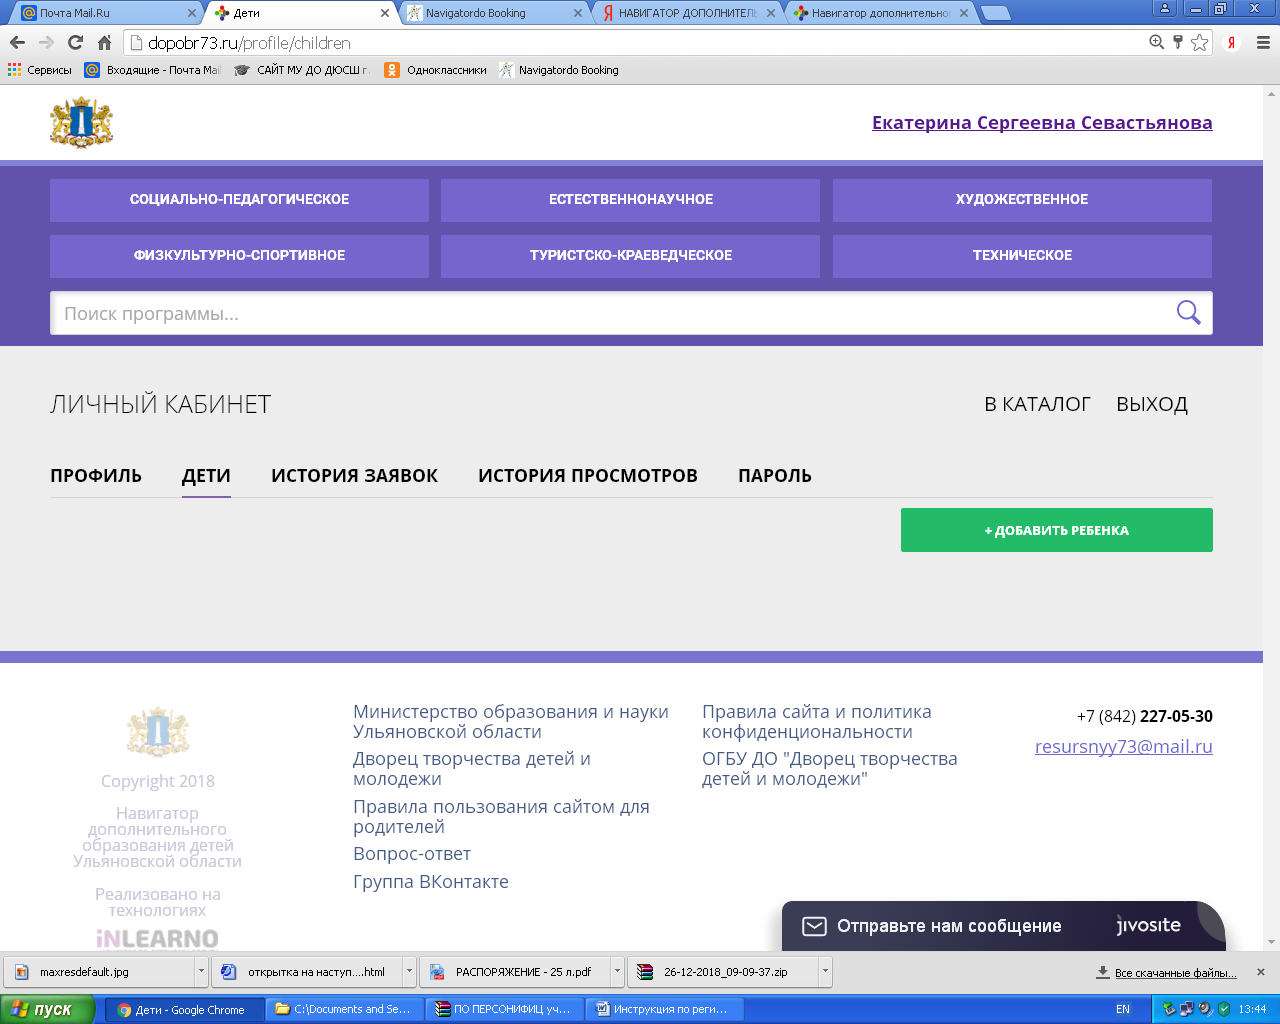 Почта Mail.Ru
Дети
Navigatordo Booking
НАВИГАТОР ДОПОЛНИТЕЛЬ
Навигатор дополнительно
dopobr73.ru/profile/children
Сервисы
Входящие - Почта Mail
САЙТ МУ ДО ДЮСШ г.
Одноклассники
Navigatordo Booking
Екатерина Сергеевна Севастьянова
СОЦИАЛЬНО-ПЕДАГОГИЧЕСКОЕ
ЕСТЕСТВЕННОНАУЧНОЕ
ХУДОЖЕСТВЕННОЕ
ФИЗКУЛЬТУРНО-СПОРТИВНОЕ
ТУРИСТСКО-КРАЕВЕДЧЕСКОЕ
ТЕХНИЧЕСКОЕ
Поиск программы...
ЛИЧНЫЙ КАБИНЕТ
В КАТАЛОГ
ВЫХОД
ПРОФИЛЬ
ДЕТИ
ИСТОРИЯ ЗАЯВОК
ИСТОРИЯ ПРОСМОТРОВ
ПАРОЛЬ
+ ДОБАВИТЬ РЕБЕНКА
Copyright 2018
Навигатор
дополнительного
образования детей
Ульяновской области
Реализовано на
технологиях
iNLEARNO
Министерство образования и науки
Ульяновской области
Дворец творчества детей и
молодежи
Правила пользования сайтом для
родителей
Вопрос-ответ
Группа ВКонтакте
Правила сайта и политика
конфиденциональности
ОГБУ ДО "Дворец творчества
детей и молодежи"
+7 (842) 227-05-30
resursnyy73@mail.ru
Отправьте нам сообщение
jivosite
maxresdefault.jpg
открытка на наступ....html
РАСПОРЯЖЕНИЕ - 25 л.pdf
26-12-2018_09-09-37.zip
Все скачанные файлы...
пуск
Дети - Google Chrome
C:\Documents and Se...
ПО ПЕРСОНИФИЦ уч...
Инструкция по реги...
EN
13:44